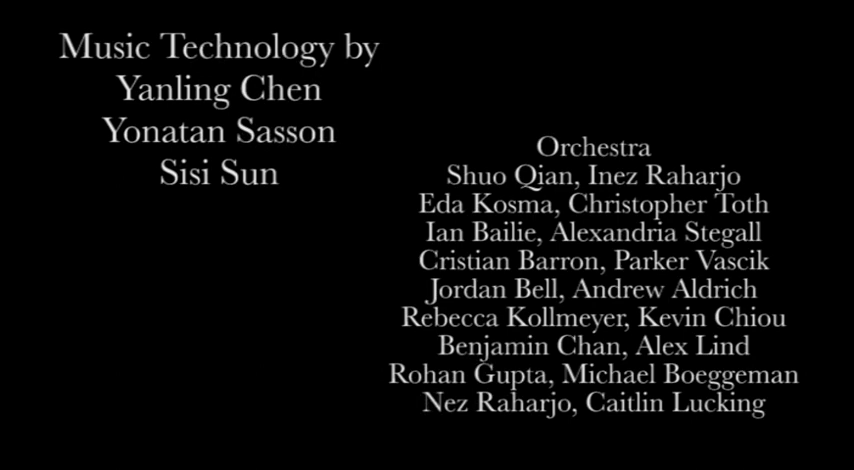 Music Technology by
Yanling Chen
Yonatan Sasson
Sisi Sun
Orchestra
Shuo Qian, Inez Raharjo
Eda Kosma, Christopher Toth
Ian Bailie, Alexandria Stegall
Cristian Barron, Parker Vascik
Jordan Bell, Andrew Aldrich
Rebecca Kollmeyer, Kevin Chiou
Benjamin Chan, Alex Lind
Rohan Gupta, Michael Boeggeman
Nez Raharjo, Caitlin Lucking